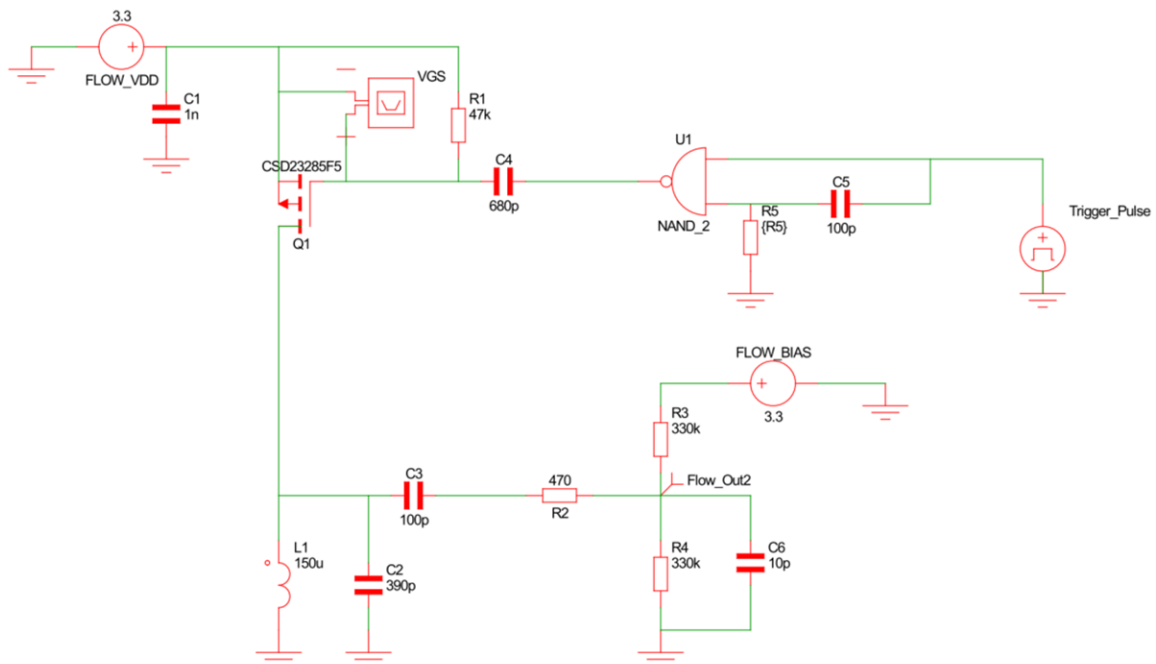 3.3
FLOW_VDD
C1
1n
VGS
R1
47k
CSD23285F5
Q1
C4
680p
U1
NAND_2
R5
{R5}
C5
100p
Trigger_Pulse
FLOW_BIAS
3.3
R3
330k
Flow_Out2
C3
100p
470
R2
R4
330k
C6
10p
L1
150u
C2
390p